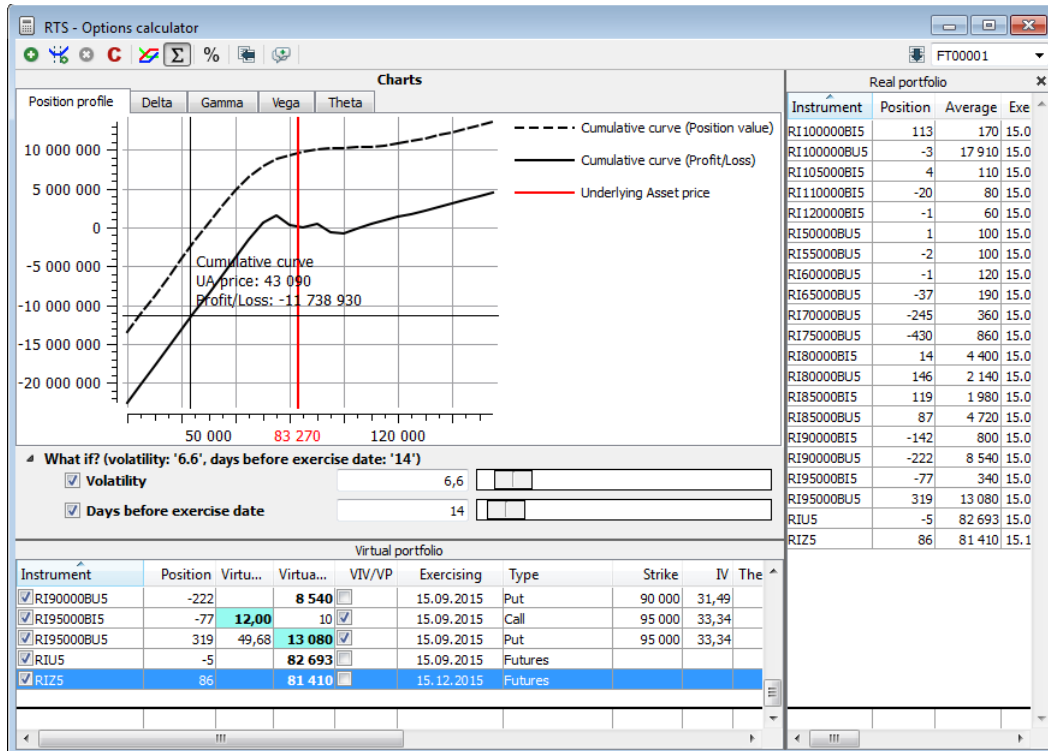 RTS - Options calculator
C Σ % FT00001
Charts
Position profile Delta Gamma Vega Theta
10 000 000
5 000 000
0
-5 000 000
-10 000 000
-15 000 000
-20 000 000
Cumulative curve (Position value)
Cumulative curve (Profit/Loss)
Underlying Asset price
Cumulative curve
UA price: 43 090
Profit/Loss: -11 738 930
50 000 83 270 120 000
What if? (volatility: '6.6', days before exercise date: '14')
Volatility 6,6
Days before exercise date 14
Virtual portfolio
Instrument Position Virtu... Virtua... VIV/VP Exercising Type Strike IV The
RI90000BU5 -222 8 540 15.09.2015 Put 90 000 31,49
RI95000BI5 -77 12,00 10 15.09.2015 Call 95 000 33,34
RI95000BU5 319 49,68 13 080 15.09.2015 Put 95 000 33,34
RIU5 -5 82 693 15.09.2015 Futures
RIZ5 86 81 410 15.12.2015 Futures
Real portfolio
Instrument Position Average Exe
RI100000BI5 113 170 15.0
RI100000BU5 -3 17 910 15.0
RI105000BI5 4 110 15.0
RI110000BI5 -20 80 15.0
RI120000BI5 -1 60 15.0
RI50000BU5 1 100 15.0
RI55000BU5 -2 100 15.0
RI60000BU5 -1 120 15.0
RI65000BU5 -37 190 15.0
RI70000BU5 -245 360 15.0
RI75000BU5 -430 860 15.0
RI80000BI5 14 4 400 15.0
RI80000BU5 146 2 140 15.0
RI85000BI5 119 1 980 15.0
RI85000BU5 87 4 720 15.0
RI90000BI5 -142 800 15.0
RI90000BU5 -222 8 540 15.0
RI95000BI5 -77 340 15.0
RI95000BU5 319 13 080 15.0
RIU5 -5 82 693 15.0
RIZ5 86 81 410 15.1